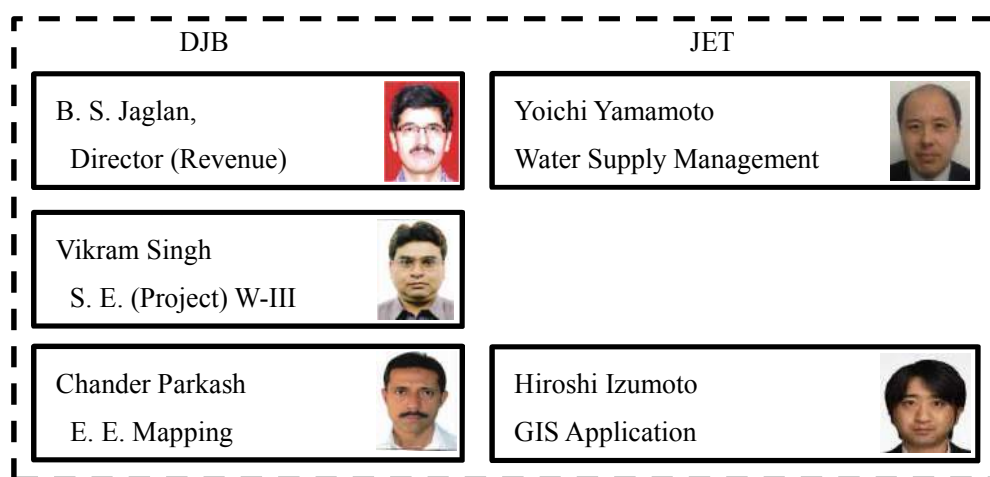 DJB
JET
B. S. Jaglan,
Director (Revenue)
Yoichi Yamamoto
Water Supply Management
Vikram Singh
S. E. (Project) W-III
Chander Parkash
E. E. Mapping
Hiroshi Izumoto
GIS Application